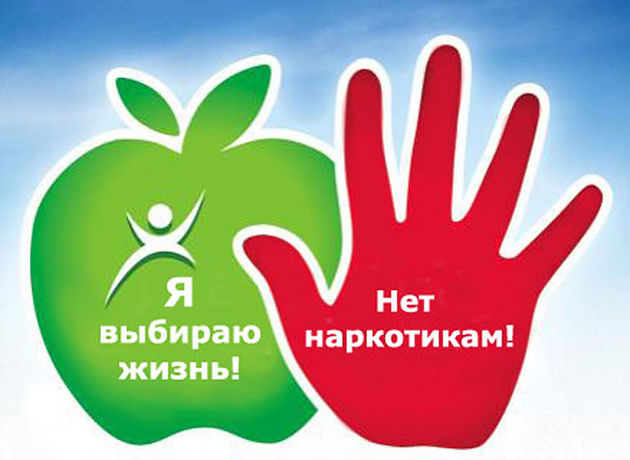 Я
выбираю
жизнь!
Нет
наркотикам!